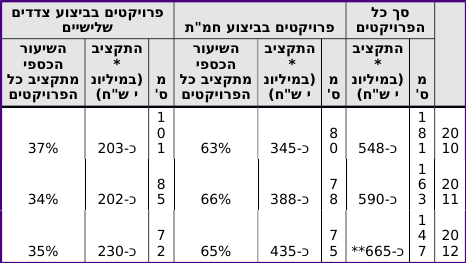 סך כל הפרויקטים
פרויקטים בביצוע חמ"ת
פרויקטים בביצוע צדדים שלישיים
מס'
התקציב* (במיליוני ש"ח)
מס'
התקציב* (במיליוני ש"ח)
השיעור הכספי מתקציב כל הפרויקטים
מס'
התקציב* (במיליוני ש"ח)
השיעור הכספי מתקציב כל הפרויקטים
2010 181 כ-548 80 כ-345 63% 101 כ-203 37%
2011 163 כ-590 78 כ-388 66% 85 כ-202 34%
2012 147 כ-665** 75 כ-435 65% 72 כ-230 35%